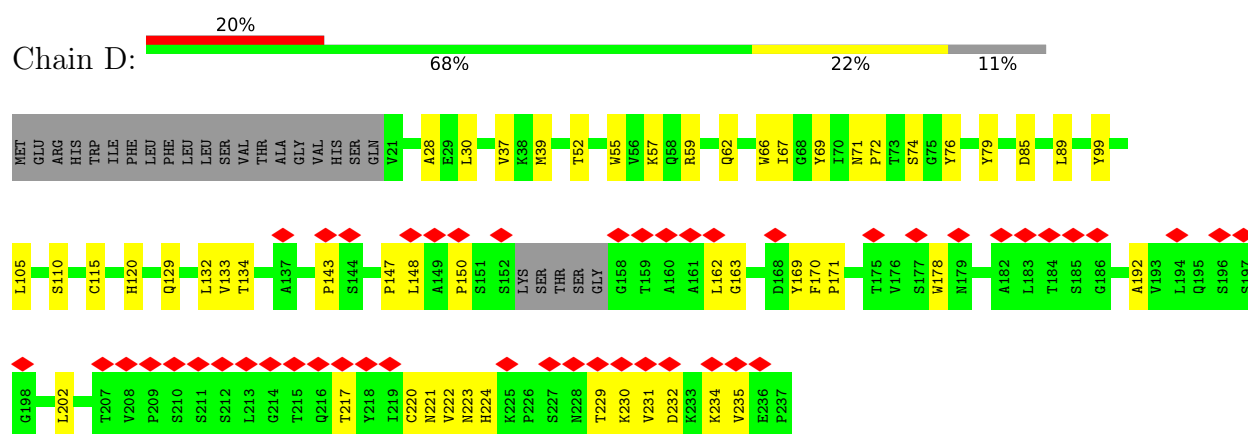 20%
Chain D:
68% 22% 11%
MET GLU ARG HIS TRP ILE PHE LEU LEU PHE LEU LEU SER VAL THR ALA GLY VAL HIS SER GLN V21 A28 E29 L30 V37 K38 M39 T52 W55 V56 K57 Q58 R59 Q62 W66 I67 G68 Y69 I70 N71 P72 T73 S74 G75 Y76 Y79 D85 L89 Y99
L105 S110 C115 H120 Q129 L132 V133 T134 A137 P143 S144 P147 L148 A149 P150 S151 S152 LYS SER THR SER GLY G158 T159 A160 A161 L162 G163 D168 Y169 F170 P171 T175 V176 S177 W178 N179 A182 L183 T184 S185 G186 A192 V193 L194 Q195 S196 S197
G198 L202 T207 V208 P209 S210 S211 S212 L213 G214 T215 Q216 T217 Y218 I219 C220 N221 V222 N223 H224 K225 P226 S227 N228 T229 K230 V231 D232 K233 K234 V235 E236 P237